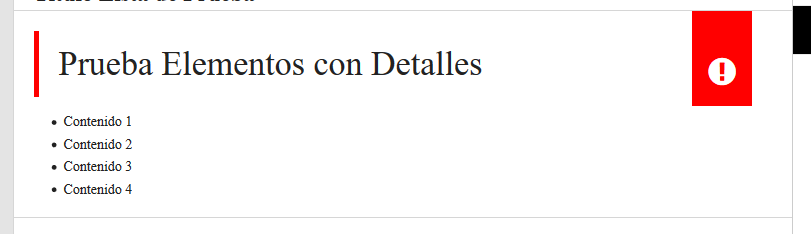 Prueba Elementos con Detalles
Contenido 1
Contenido 2
Contenido 3
Contenido 4